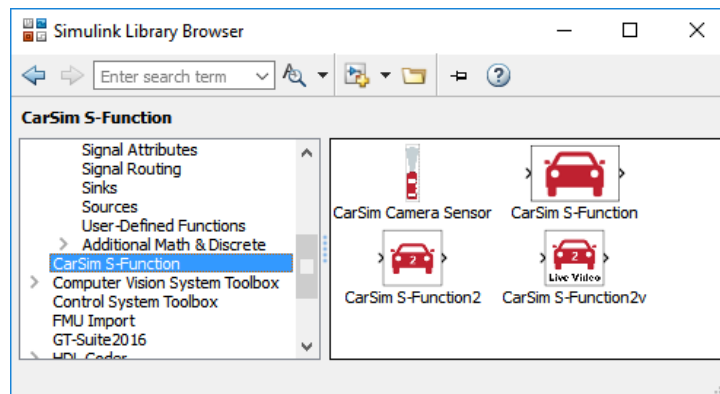 Simulink Library Browser
Enter search term
CarSim S-Function
Signal Attributes
Signal Routing
Sinks
Sources
User-Defined Functions
Additional Math & Discrete
CarSim S-Function
Computer Vision System Toolbox
Control System Toolbox
FMU Import
GT-Suite2016
HDL Coder
CarSim Camera Sensor
CarSim S-Function
2
CarSim S-Function2
2
Live Video
CarSim S-Function2v